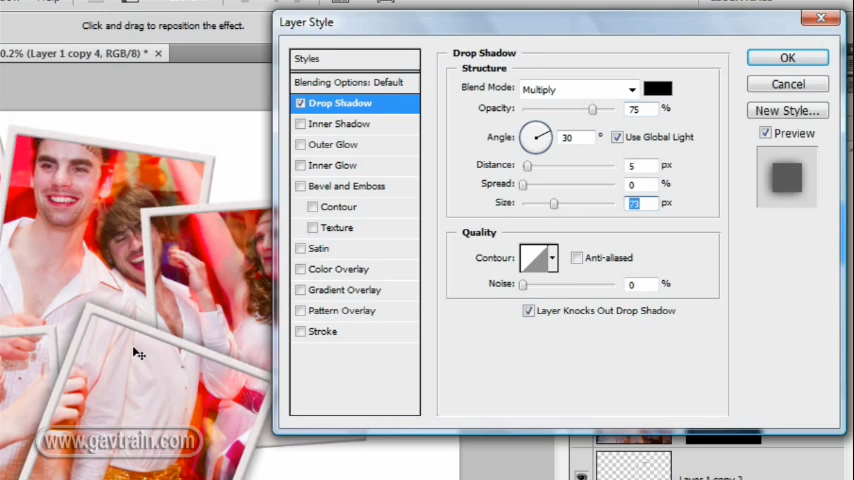 Click and drag to reposition the effect.
0.2% (Layer 1 copy 4, RGB/8) * ×
Layer Style
Styles
Blending Options: Default
Drop Shadow
Inner Shadow
Outer Glow
Inner Glow
Bevel and Emboss
Contour
Texture
Satin
Color Overlay
Gradient Overlay
Pattern Overlay
Stroke
Drop Shadow
Structure
Blend Mode: Multiply
Opacity: 75 %
Angle: 30 ° Use Global Light
Distance: 5 px
Spread: 0 %
Size: 73 px
Quality
Contour: Anti-aliased
Noise: 0 %
Layer Knocks Out Drop Shadow
OK
Cancel
New Style...
Preview
www.gavtrain.com
Layer 1 copy 2